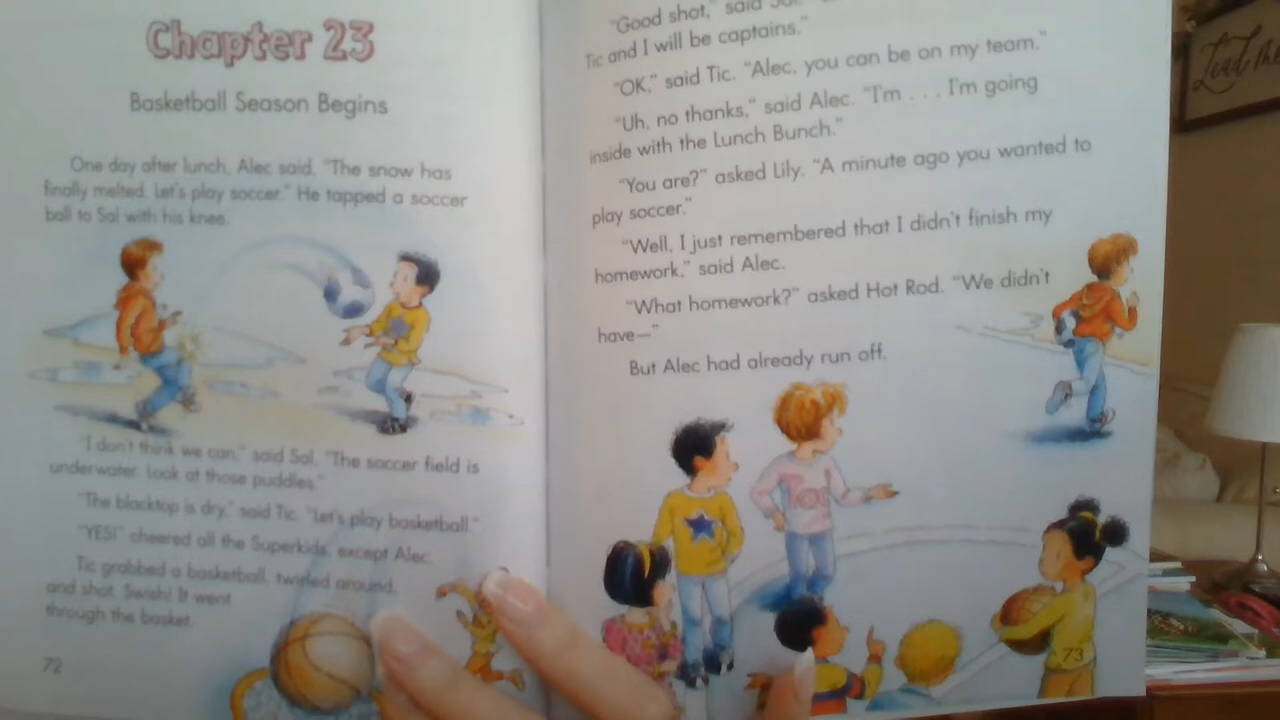 Chapter 23
Basketball Season Begins
One day after lunch, Alec said, "The snow has
finally melted. Let's play soccer." He tapped a soccer
ball to Sal with his knee.
"I don't think we can," said Sal. "The soccer field is
underwater. Look at those puddles."
"The blacktop is dry," said Tic. "Let's play basketball."
"YES!" cheered all the Superkids, except Alec.
Tic grabbed a basketball, twirled around,
and shot. Swish! It went
through the basket.
72
"Good shot," said
Tic and I will be captains."
"OK," said Tic. "Alec, you can be on my team."
"Uh, no thanks," said Alec. "I'm . . . I'm going
inside with the Lunch Bunch."
"You are?" asked Lily. "A minute ago you wanted to
play soccer."
"Well, I just remembered that I didn't finish my
homework," said Alec.
"What homework?" asked Hot Rod. "We didn't
have—"
But Alec had already run off.
73